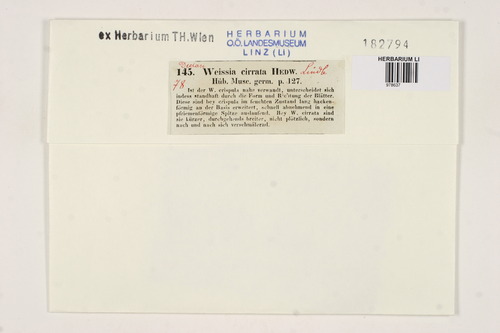 ex Herbarium TH.Wien
HERBARIUM
O.Ö. LANDESMUSEUM
LINZ (LI)
182794
HERBARIUM LI
145. Weissia cirrata HEDW. Lindb
78
Hüb. Musc. germ. p. 127.
Ist der W. crispula nahe verwandt, unterscheidet sich
indess standhaft durch die Form und Richtung der Blätter.
Diese sind bey crispula im feuchten Zustand lang hacken-
förmig an der Basis erweitert, schnell abnehmend in eine
pfriemenförmige Spitze auslaufend. Bey W. cirrata sind
sie kürzer, durchgehends breiter, nicht plötzlich, sondern
nach und nach sich verschmälernd.